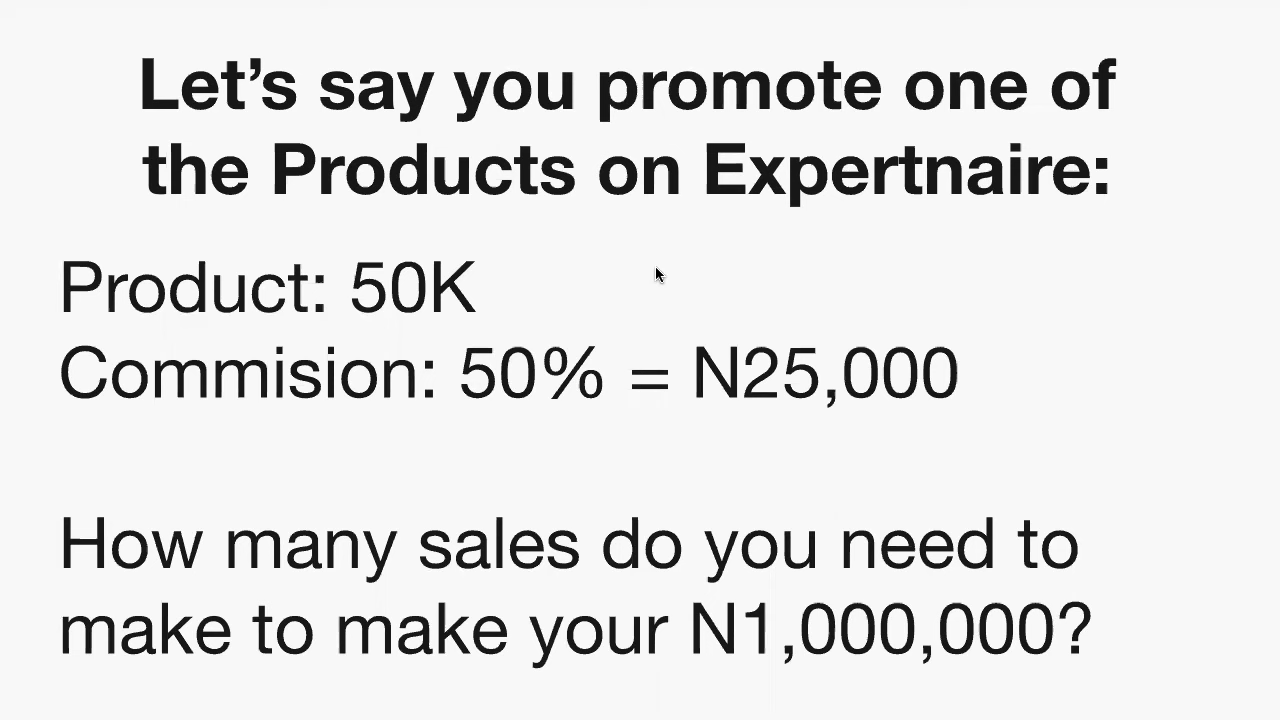 Let’s say you promote one of
the Products on Expertnaire:
Product: 50K
Commision: 50% = N25,000
How many sales do you need to
make to make your N1,000,000?